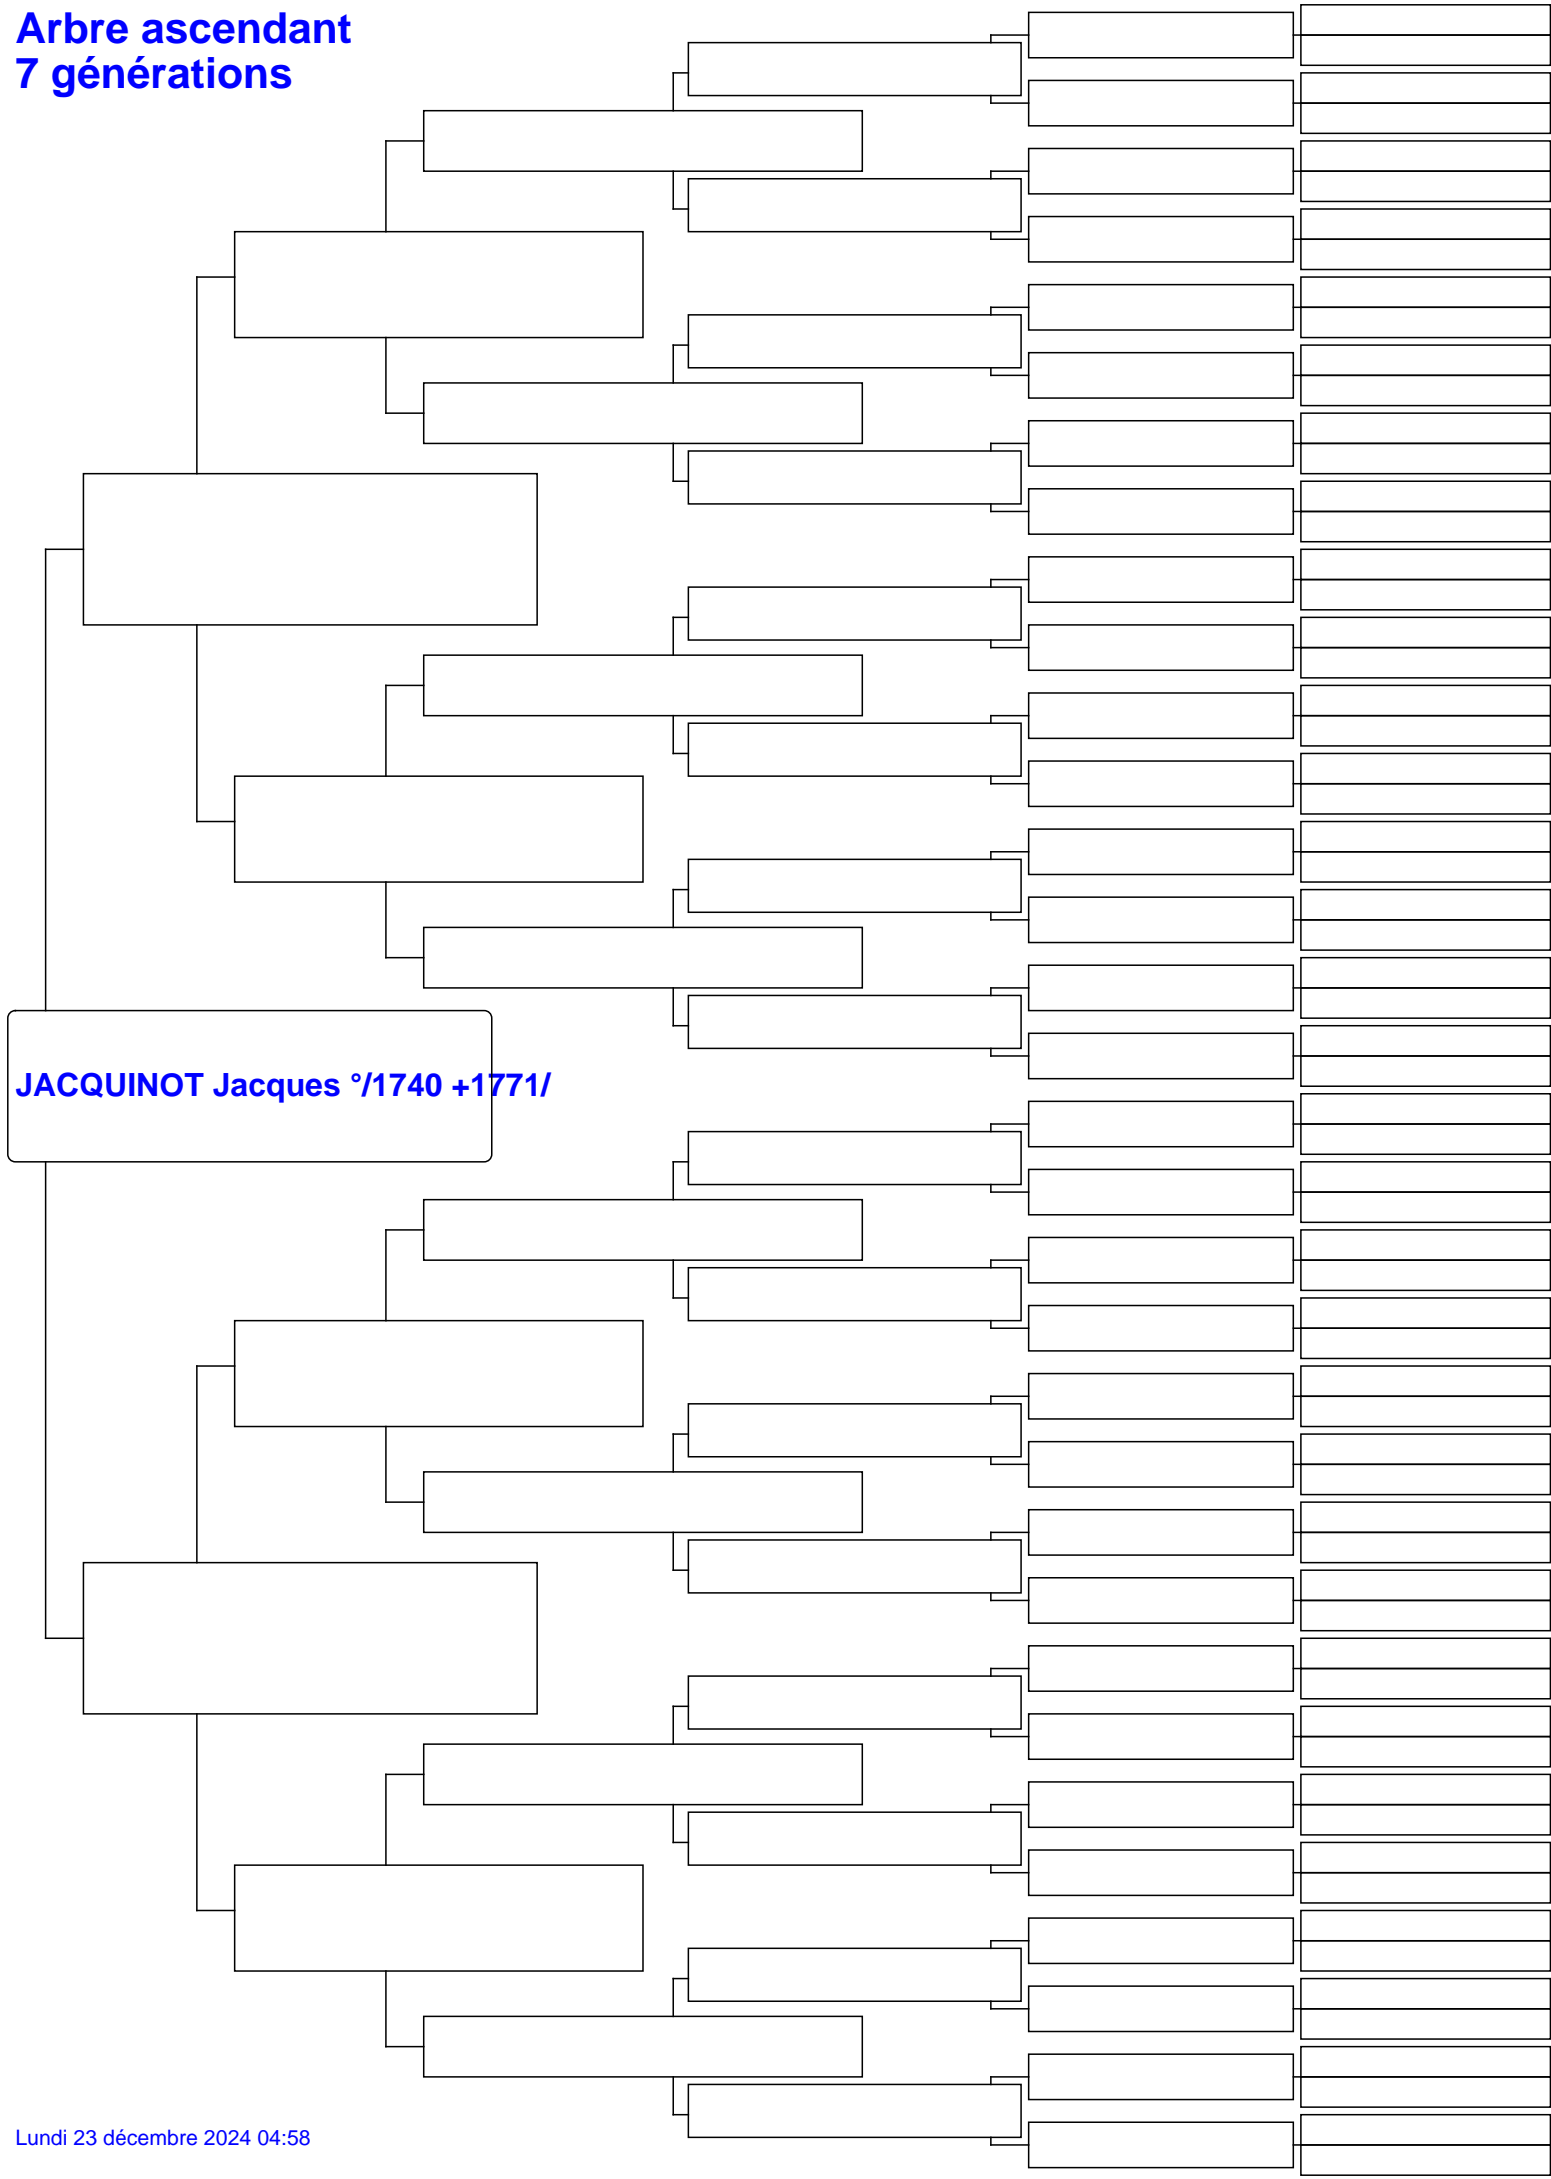 Arbre ascendant
7 générations
JACQUINOT Jacques °/1740 +1771/
Lundi 23 décembre 2024 04:58